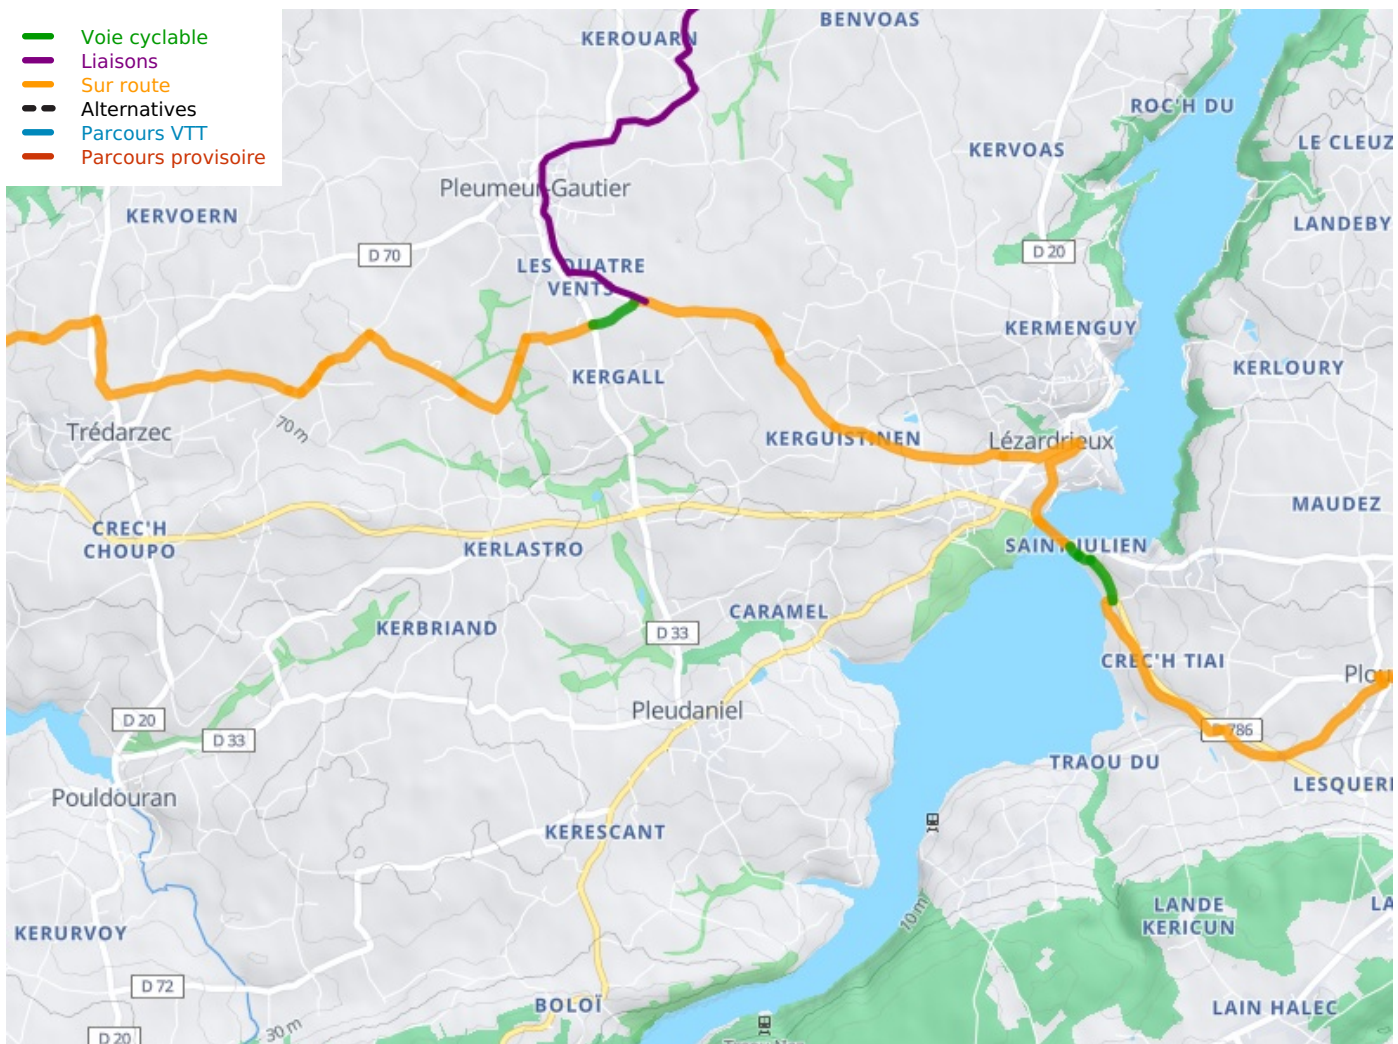 Voie cyclable
Liaisons
Sur route
Alternatives
Parcours VTT
Parcours provisoire
BENVOAS
KEROUARN
ROC'H DU
LE CLEUZ
KERVOAS
Pleumeur-Gautier
KERVOERN
LANDEBY
D 70
D 20
LES QUATRE
VENTS
KERMENGUY
KERLOURY
KERGALL
70 m
Trédarzec
KERGUISTINEN
Lézardrieux
MAUDEZ
CREC'H
CHOUPO
KERLASTRO
SAINT JULIEN
CARAMEL
KERBRIAND
D 33
CREC'H TIAI
Plou
Pleudaniel
D 20
D 33
D 786
TRAOU DU
LESQUER
Pouldouran
KERESCANT
10 m
LANDE
KERICUN
LA
KERURVOY
D 72
BOLOÏ
LAIN HALEC
30 m
D 20